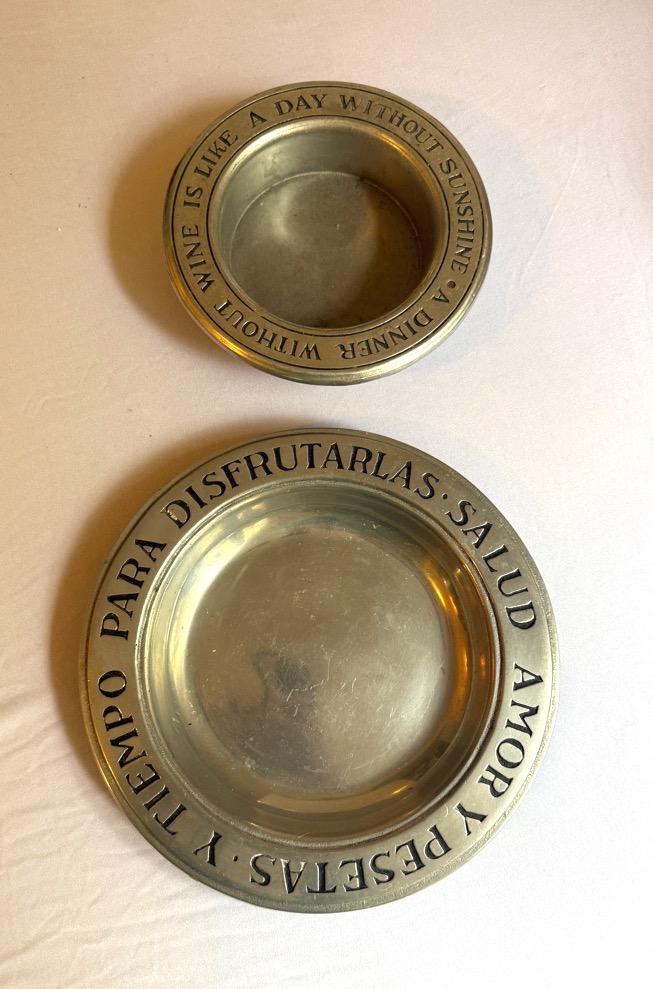 A DINNER WITHOUT WINE IS LIKE A DAY WITHOUT SUNSHINE •
SALUD AMOR Y PESETAS · Y TIEMPO PARA DISFRUTARLAS ·